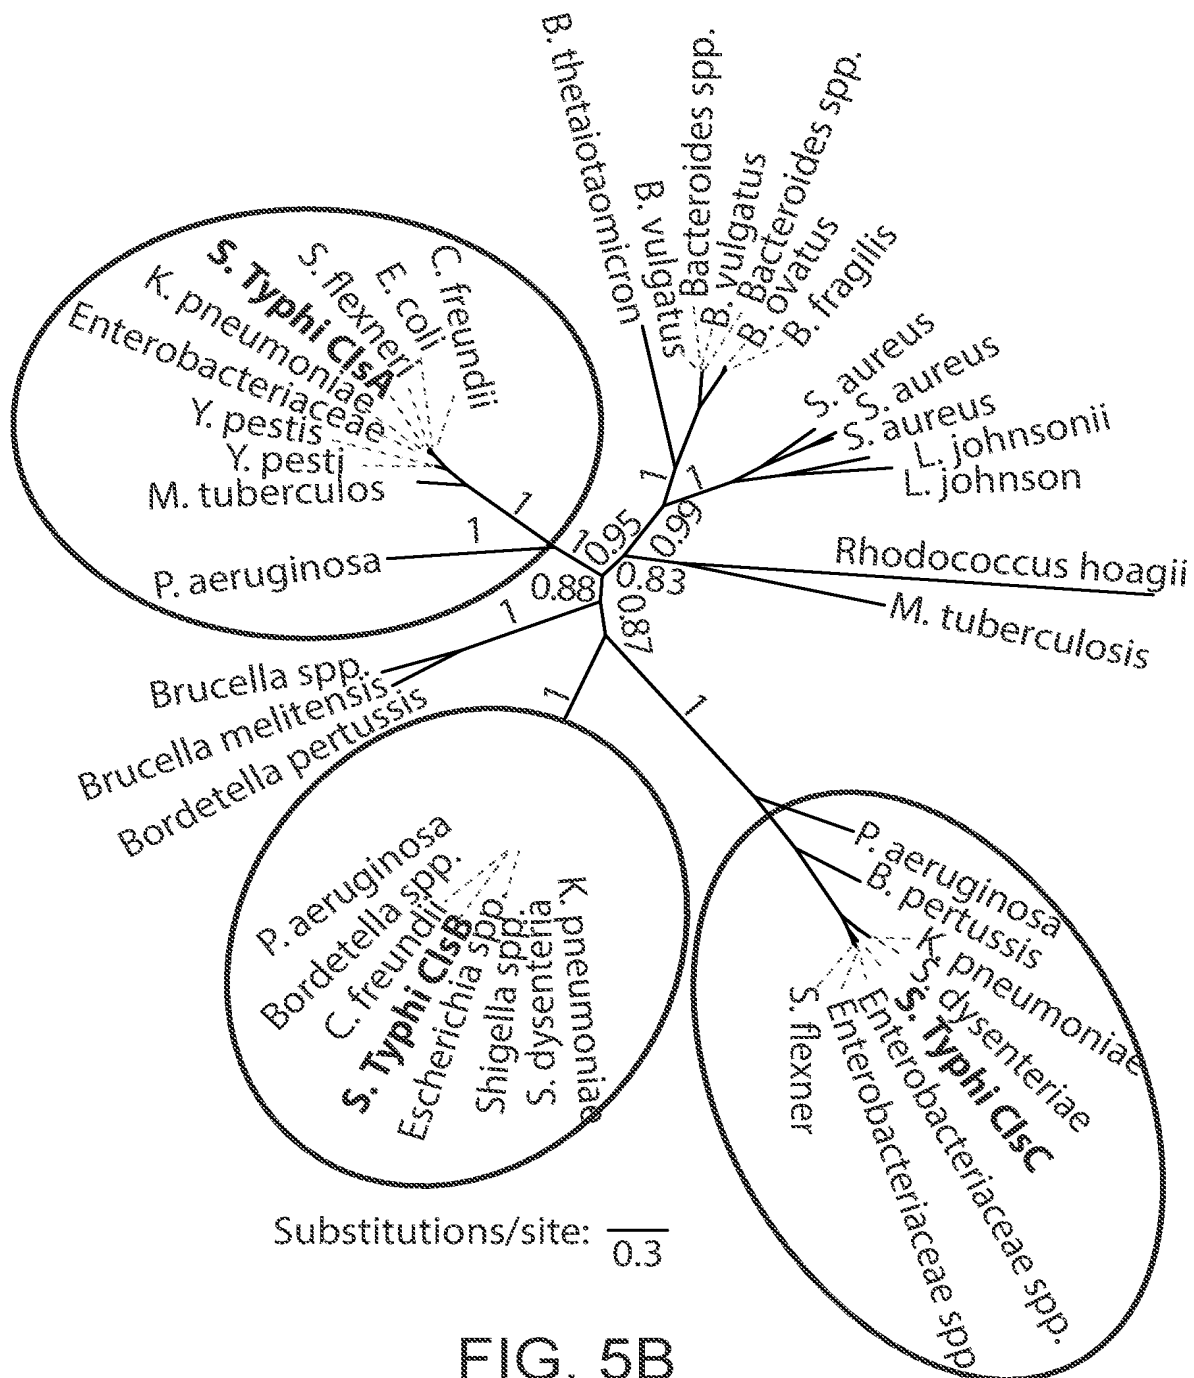 B. thetaiotaomicron
B. vulgatus
Bacteroides spp.
B. vulgatus
Bacteroides spp.
B. ovatus
B. fragilis
S. aureus
S. aureus
S. aureus
L. johnsonii
L. johnson
Rhodococcus hoagii
M. tuberculosis
C. freundii
E. coli
S. flexneri
S. Typhi ClsA
K. pneumoniae
Enterobacteriaceae
Y. pestis
Y. pesti
M. tuberculos
P. aeruginosa
1
1
1
0.95
1
1
0.99
0.88
0.83
0.87
1
1
1
Brucella spp.
Brucella melitensis
Bordetella pertussis
P. aeruginosa
Bordetella spp.
C. freundii
S. Typhi ClsB
Escherichia spp.
Shigella spp.
S. dysenteria
K. pneumoniae
P. aeruginosa
B. pertussis
K. pneumoniae
S. dysenteriae
S. Typhi ClsC
Enterobacteriaceae spp.
Enterobacteriaceae spp
S. flexner
Substitutions/site:
0.3
FIG. 5B